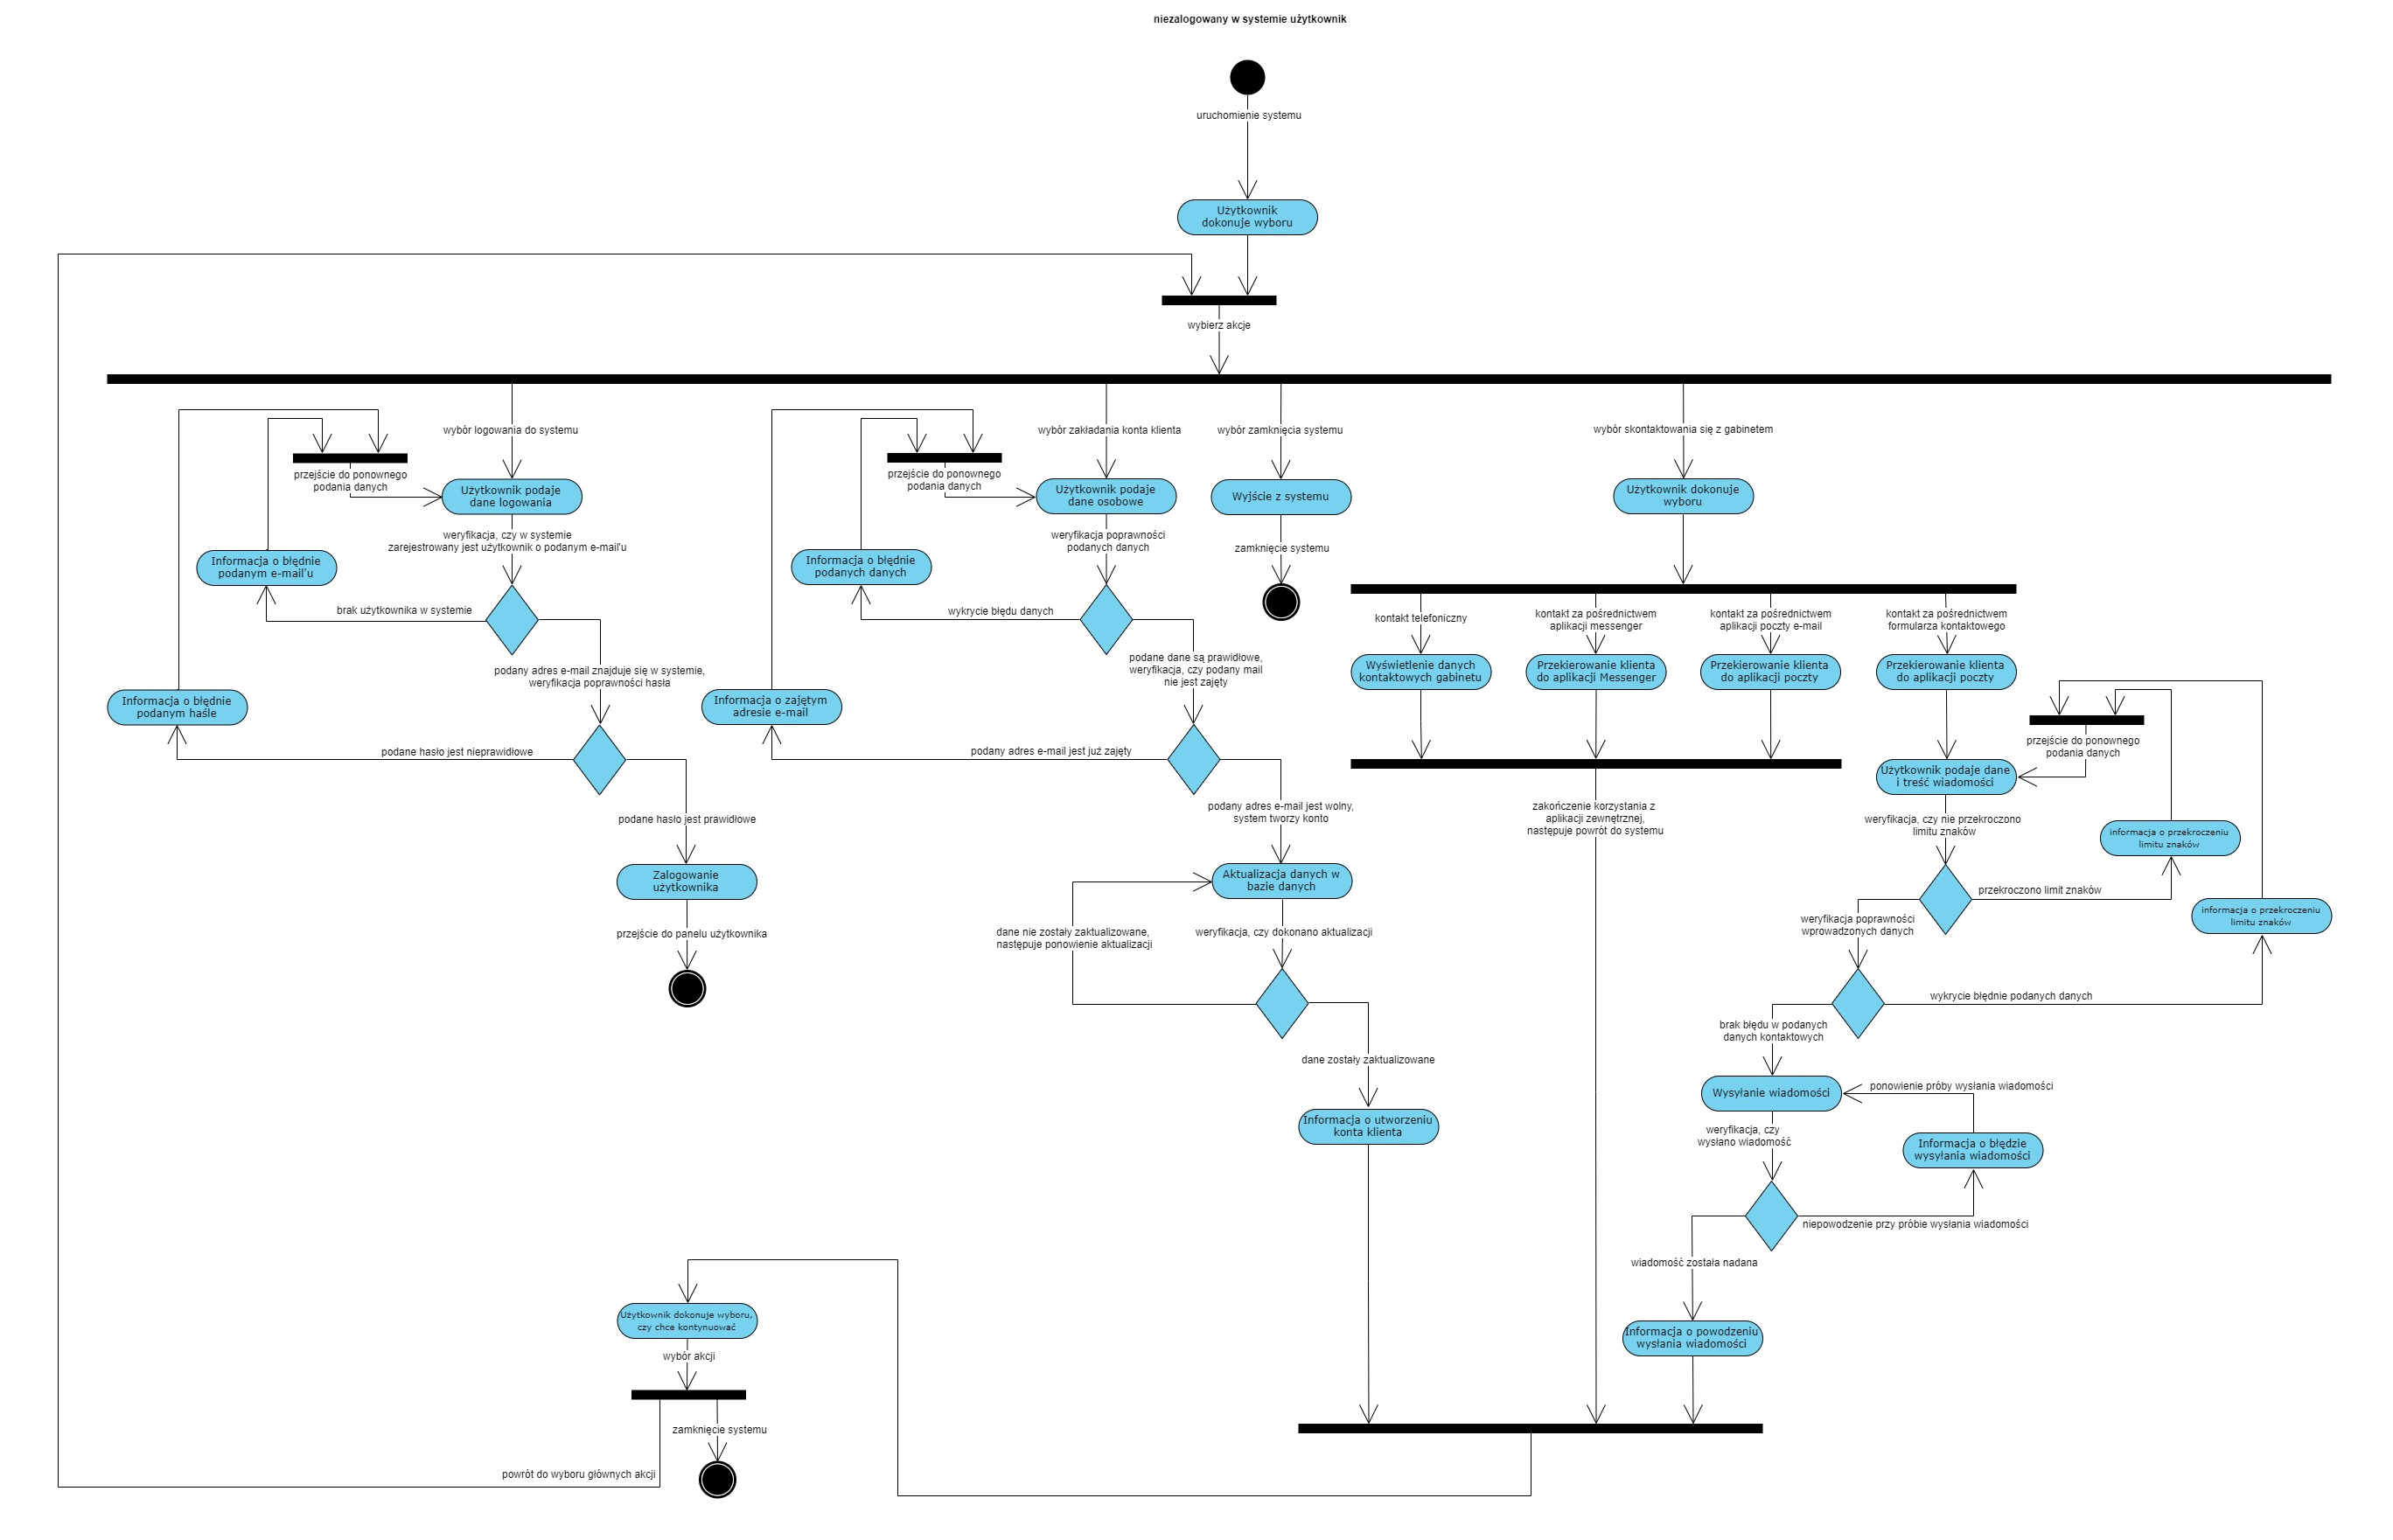 niezalogowany w systemie użytkownik
uruchomienie systemu
Użytkownik
dokonuje wyboru
wybierz akcje
wybór logowania do systemu
wybór zakładania konta klienta
wybór zamknięcia systemu
wybór skontaktowania się z gabinetem
przejście do ponownego
podania danych
Użytkownik podaje
dane logowania
przejście do ponownego
podania danych
Użytkownik podaje
dane osobowe
Wyjście z systemu
Użytkownik dokonuje
wyboru
weryfikacja, czy w systemie
zarejestrowany jest użytkownik o podanym e-mail'u
weryfikacja poprawności
podanych danych
zamknięcie systemu
Informacja o błędnie
podanym e-mail'u
Informacja o błędnie
podanych danych
brak użytkownika w systemie
wykrycie błędu danych
kontakt telefoniczny
kontakt za pośrednictwem
aplikacji messenger
kontakt za pośrednictwem
aplikacji poczty e-mail
kontakt za pośrednictwem
formularza kontaktowego
podany adres e-mail znajduje się w systemie,
weryfikacja poprawności hasła
podane dane są prawidłowe,
weryfikacja, czy podany mail
nie jest zajęty
Wyświetlenie danych
kontaktowych gabinetu
Przekierowanie klienta
do aplikacji Messenger
Przekierowanie klienta
do aplikacji poczty
Przekierowanie klienta
do aplikacji poczty
Informacja o błędnie
podanym haśle
Informacja o zajętym
adresie e-mail
podane hasło jest nieprawidłowe
podany adres e-mail jest już zajęty
przejście do ponownego
podania danych
Użytkownik podaje dane
i treść wiadomości
podane hasło jest prawidłowe
podany adres e-mail jest wolny,
system tworzy konto
zakończenie korzystania z
aplikacji zewnętrznej,
następuje powrót do systemu
weryfikacja, czy nie przekroczono
limitu znaków
informacja o przekroczeniu
limitu znaków
Zalogowanie
użytkownika
Aktualizacja danych w
bazie danych
przekroczono limit znaków
informacja o przekroczeniu
limitu znaków
przejście do panelu użytkownika
dane nie zostały zaktualizowane,
następuje ponowienie aktualizacji
weryfikacja, czy dokonano aktualizacji
weryfikacja poprawności
wprowadzonych danych
wykrycie błędnie podanych danych
brak błędu w podanych
danych kontaktowych
dane zostały zaktualizowane
Wysyłanie wiadomości
ponowienie próby wysłania wiadomości
Informacja o utworzeniu
konta klienta
weryfikacja, czy
wysłano wiadomość
Informacja o błędzie
wysyłania wiadomości
niepowodzenie przy próbie wysłania wiadomości
wiadomość została nadana
Użytkownik dokonuje wyboru,
czy chce kontynuować
Informacja o powodzeniu
wysłania wiadomości
wybór akcji
zamknięcie systemu
powrót do wyboru głównych akcji